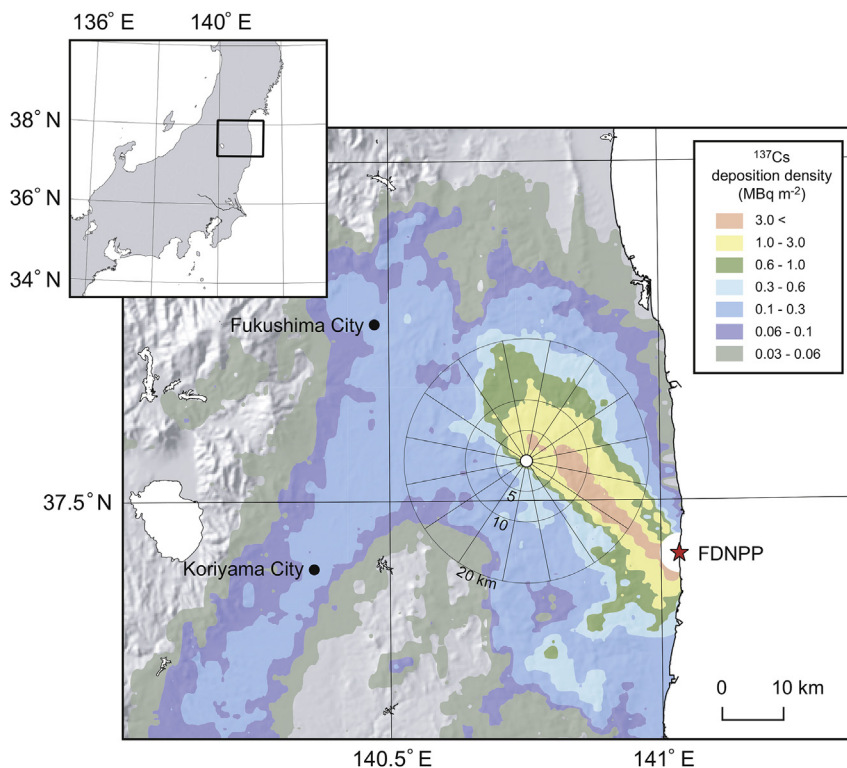 136° E
140° E
38° N
36° N
34° N
137Cs
deposition density
(MBq m-2)
3.0 <
1.0 - 3.0
0.6 - 1.0
0.3 - 0.6
0.1 - 0.3
0.06 - 0.1
0.03 - 0.06
Fukushima City
37.5° N
5
10
20 km
FDNPP
Koriyama City
0
10 km
140.5° E
141° E